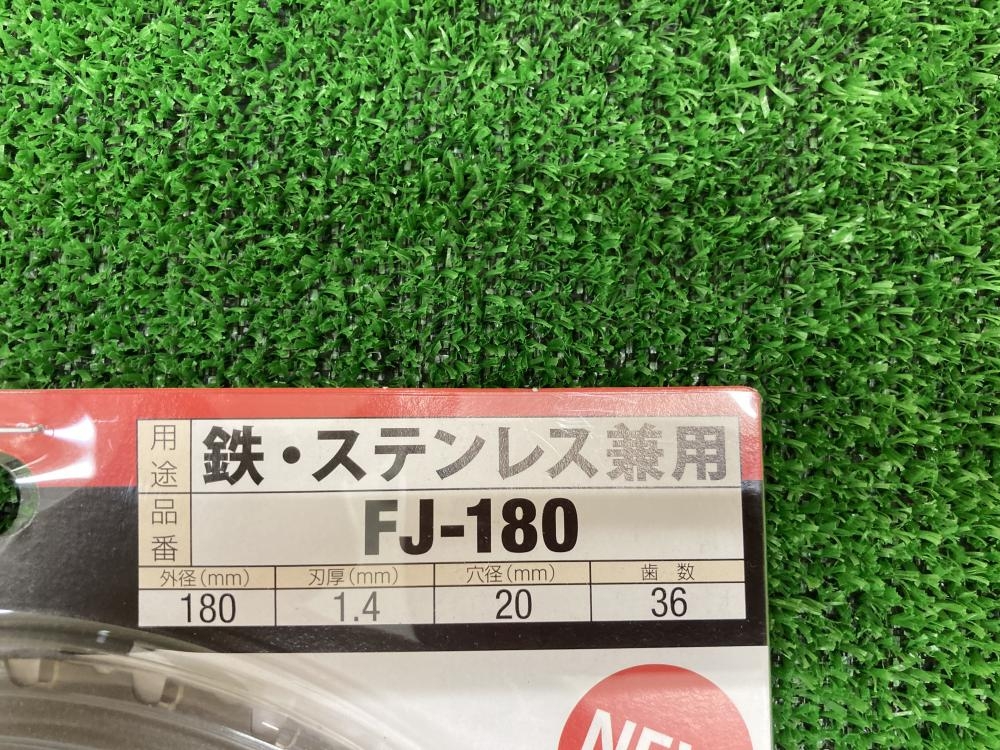 用途
鉄・ステンレス兼用
品番
FJ-180
外径(mm) 刃厚(mm) 穴径(mm) 歯数
180 1.4 20 36